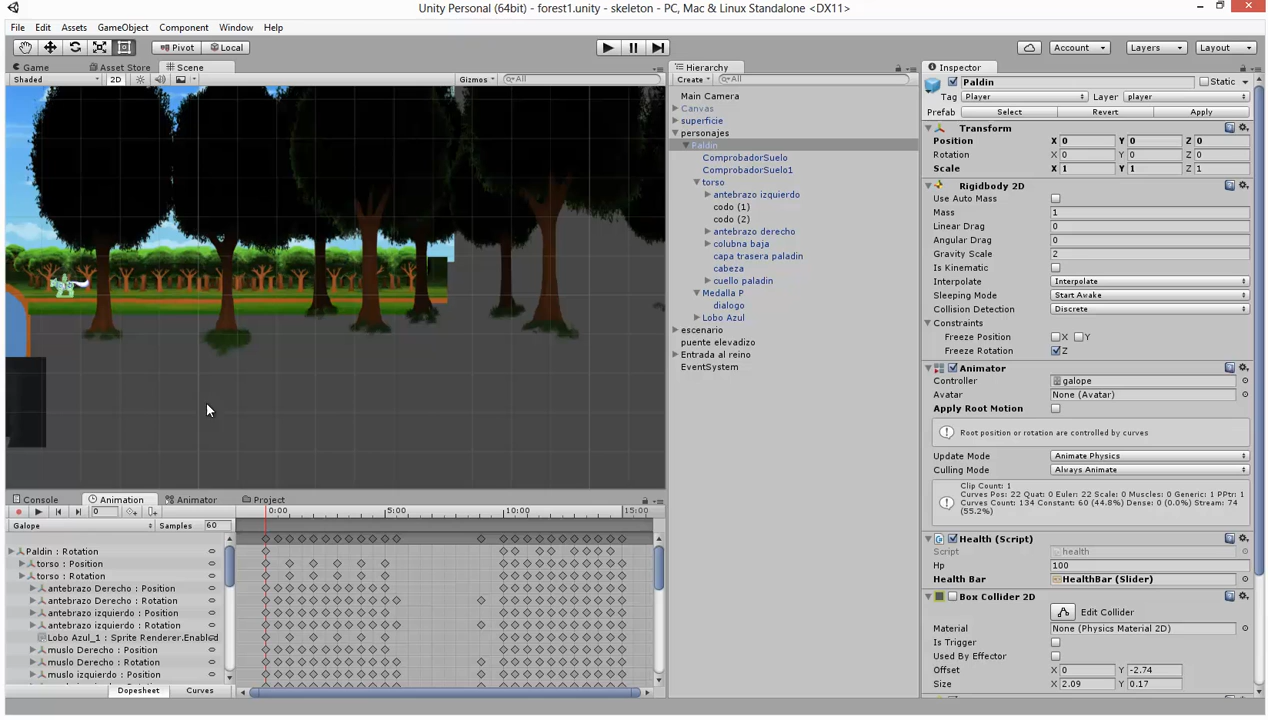 Unity Personal (64bit) - forest1.unity - skeleton - PC, Mac & Linux Standalone <DX11>
File Edit Assets GameObject Component Window Help
Pivot Local Account Layers Layout
Game Asset Store Scene
Shaded 2D Gizmos All
Hierarchy
Create All
Main Camera
Canvas
superficie
personajes
Paldin
ComprobadorSuelo
ComprobadorSuelo1
torso
antebrazo izquierdo
codo (1)
codo (2)
antebrazo derecho
colubna baja
capa trasera paladin
cabeza
cuello paladin
Medalla P
dialogo
Lobo Azul
escenario
puente elevadizo
Entrada al reino
EventSystem
Inspector
Paldin Static
Tag Player Layer player
Prefab Select Revert Apply
Transform
Position X 0 Y 0 Z 0
Rotation X 0 Y 0 Z 0
Scale X 1 Y 1 Z 1
Rigidbody 2D
Use Auto Mass
Mass 1
Linear Drag 0
Angular Drag 0
Gravity Scale 2
Is Kinematic
Interpolate Interpolate
Sleeping Mode Start Awake
Collision Detection Discrete
Constraints
Freeze Position X Y
Freeze Rotation Z
Animator
Controller galope
Avatar None (Avatar)
Apply Root Motion
Root position or rotation are controlled by curves
Update Mode Animate Physics
Culling Mode Always Animate
Clip Count: 1
Curves Pos: 22 Quat: 0 Euler: 22 Scale: 0 Muscles: 0 Generic: 1 PPtr: 1
Curves Count: 134 Constant: 60 (44.8%) Dense: 0 (0.0%) Stream: 74
(55.2%)
Health (Script)
Script health
Hp 100
Health Bar HealthBar (Slider)
Box Collider 2D
Edit Collider
Material None (Physics Material 2D)
Is Trigger
Used By Effector
Offset X 0 Y -2.74
Size X 2.09 Y 0.17
Console Animation Animator Project
0 0:00 5:00 10:00 15:00
Galope Samples 60
Paldin : Rotation
torso : Position
torso : Rotation
antebrazo Derecho : Position
antebrazo Derecho : Rotation
antebrazo izquierdo : Position
antebrazo izquierdo : Rotation
Lobo Azul_1 : Sprite Renderer.Enabled
muslo Derecho : Position
muslo Derecho : Rotation
muslo izquierdo : Position
Dopesheet Curves